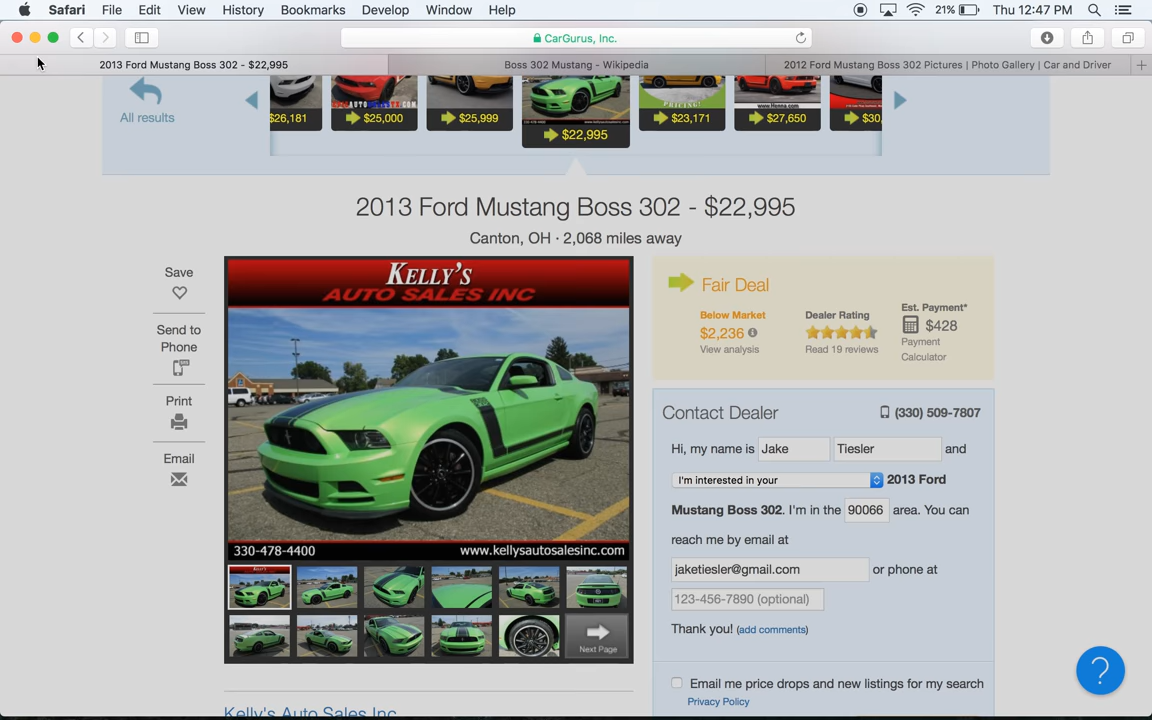 Safari File Edit View History Bookmarks Develop Window Help 21% Thu 12:47 PM
CarGurus, Inc.
2013 Ford Mustang Boss 302 - $22,995 Boss 302 Mustang - Wikipedia 2012 Ford Mustang Boss 302 Pictures | Photo Gallery | Car and Driver
All results
$26,181 $25,000 $25,999 $22,995 $23,171 $27,650 $30,
2013 Ford Mustang Boss 302 - $22,995
Canton, OH · 2,068 miles away
Save
Send to
Phone
Print
Email
KELLY'S
AUTO SALES INC
330-478-4400 www.kellysautosalesinc.com
Next Page
Kelly's Auto Sales Inc
Fair Deal
Below Market
$2,236
View analysis
Dealer Rating
Read 19 reviews
Est. Payment*
$428
Payment
Calculator
Contact Dealer (330) 509-7807
Hi, my name is Jake Tiesler and
I'm interested in your 2013 Ford
Mustang Boss 302. I'm in the 90066 area. You can
reach me by email at
jaketiesler@gmail.com or phone at
123-456-7890 (optional)
Thank you! (add comments)
Email me price drops and new listings for my search
Privacy Policy
?